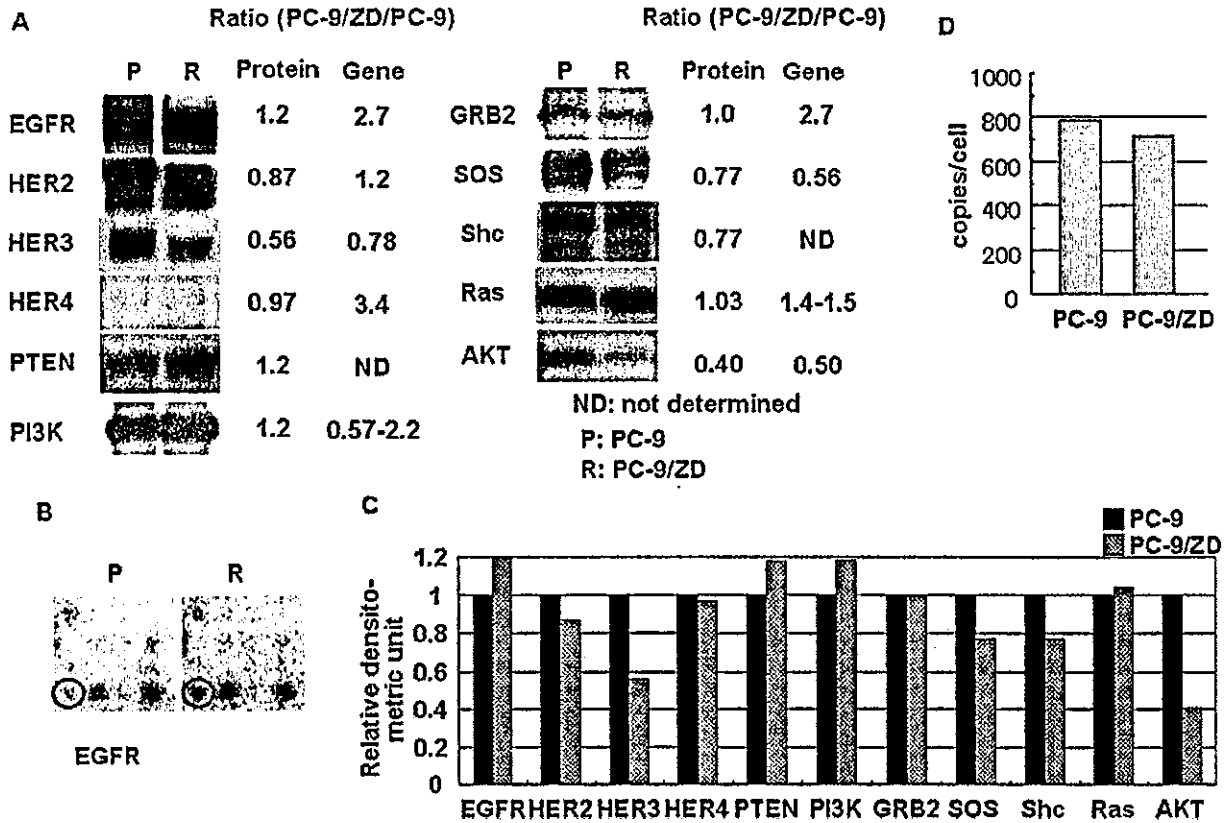 A
Ratio (PC-9/ZD/PC-9)
P R Protein Gene
EGFR 1.2 2.7
HER2 0.87 1.2
HER3 0.56 0.78
HER4 0.97 3.4
PTEN 1.2 ND
PI3K 1.2 0.57-2.2
Ratio (PC-9/ZD/PC-9)
P R Protein Gene
GRB2 1.0 2.7
SOS 0.77 0.56
Shc 0.77 ND
Ras 1.03 1.4-1.5
AKT 0.40 0.50
ND: not determined
P: PC-9
R: PC-9/ZD
D
copies/cell
1000
800
600
400
200
0
PC-9 PC-9/ZD
B
P R
EGFR
C
PC-9
PC-9/ZD
Relative densito-
metric unit
1.2
1
0.8
0.6
0.4
0.2
0
EGFR HER2 HER3 HER4 PTEN PI3K GRB2 SOS Shc Ras AKT